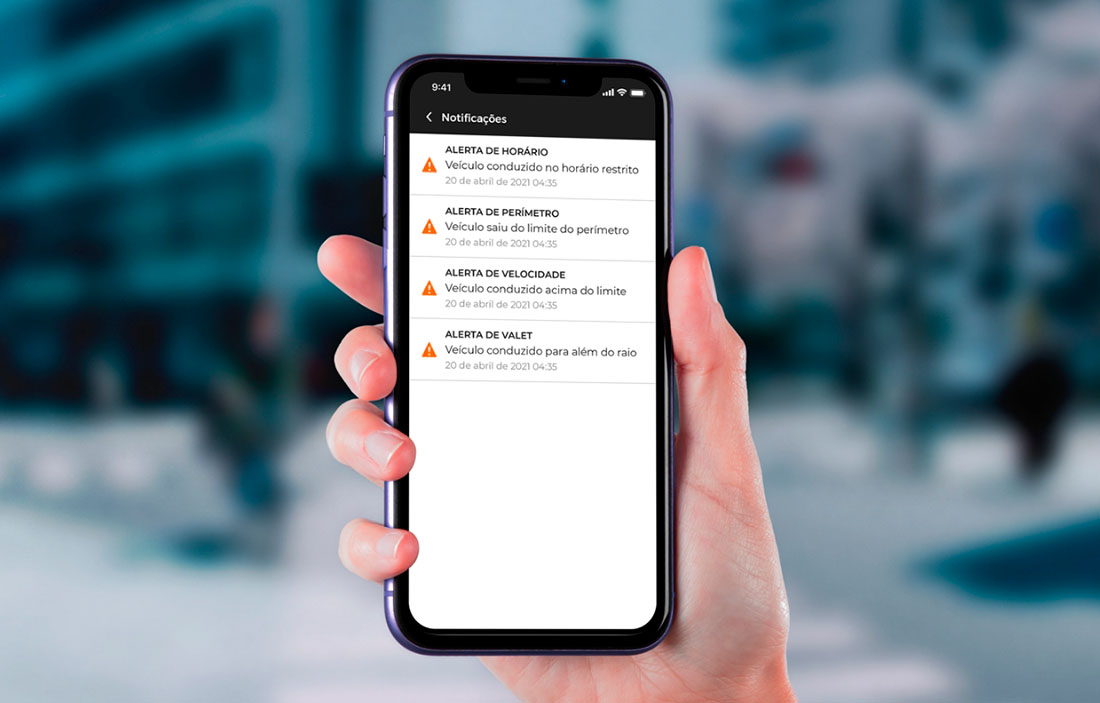 9:41
Notificações
ALERTA DE HORÁRIO
Veículo conduzido no horário restrito
20 de abril de 2021 04:35
ALERTA DE PERÍMETRO
Veículo saiu do limite do perímetro
20 de abril de 2021 04:35
ALERTA DE VELOCIDADE
Veículo conduzido acima do limite
20 de abril de 2021 04:35
ALERTA DE VALET
Veículo conduzido para além do raio
20 de abril de 2021 04:35